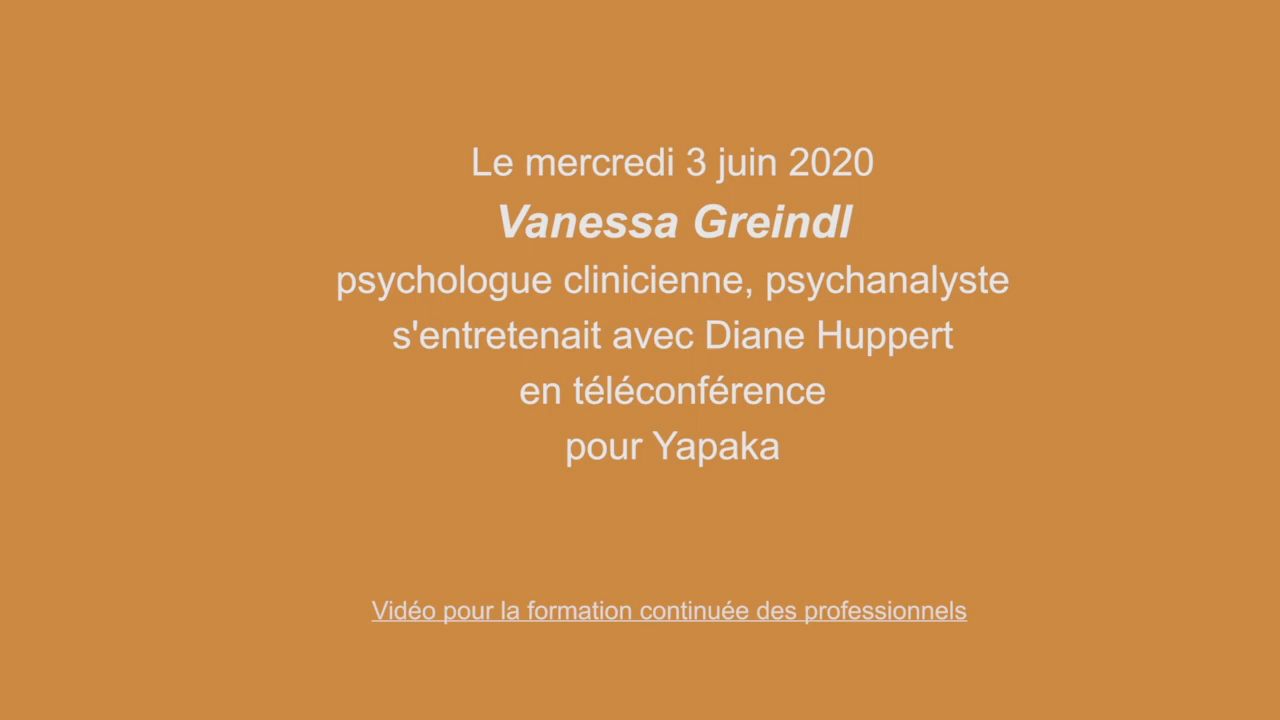 Le mercredi 3 juin 2020
Vanessa Greindl
psychologue clinicienne, psychanalyste
s'entretenait avec Diane Huppert
en téléconférence
pour Yapaka
Vidéo pour la formation continuée des professionnels